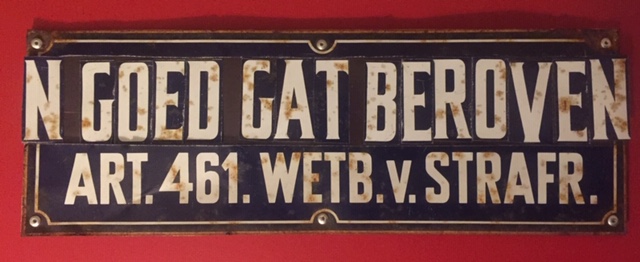 N GOED GAT BEROVEN
ART. 461. WETB. v. STRAFR.